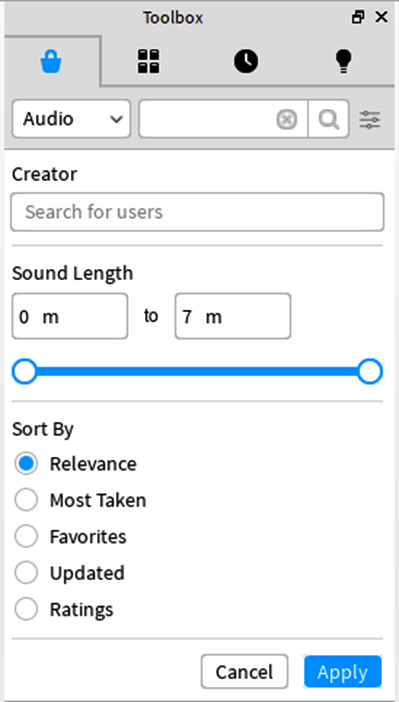 Toolbox
Audio
Creator
Search for users
Sound Length
0 m to 7 m
Sort By
Relevance
Most Taken
Favorites
Updated
Ratings
Cancel Apply